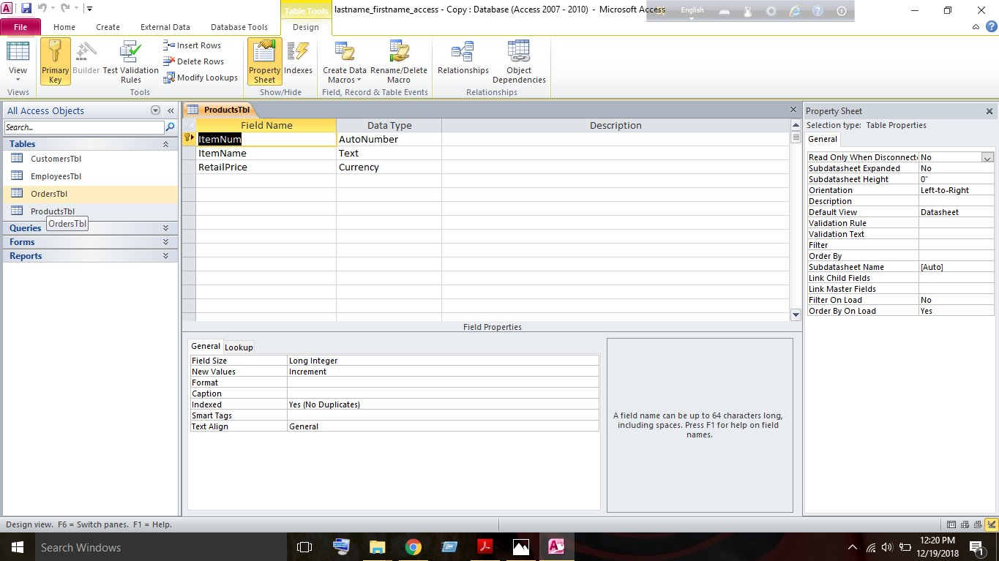 Table Tools
lastname_firstname_access - Copy : Database (Access 2007 - 2010) - Microsoft Access
English
File Home Create External Data Database Tools Design
View
Primary Key
Builder
Test Validation Rules
Insert Rows
Delete Rows
Modify Lookups
Property Sheet
Indexes
Create Data Macros
Rename/Delete Macro
Relationships
Object Dependencies
Views Tools Show/Hide Field, Record & Table Events Relationships
All Access Objects
Search...
Tables
CustomersTbl
EmployeesTbl
OrdersTbl
ProductsTbl
OrdersTbl
Queries
Forms
Reports
ProductsTbl
Field Name Data Type Description
ItemNum AutoNumber
ItemName Text
RetailPrice Currency
Field Properties
General Lookup
Field Size Long Integer
New Values Increment
Format
Caption
Indexed Yes (No Duplicates)
Smart Tags
Text Align General
A field name can be up to 64 characters long,
including spaces. Press F1 for help on field
names.
Property Sheet
Selection type: Table Properties
General
Read Only When Disconnecte No
Subdatasheet Expanded No
Subdatasheet Height 0"
Orientation Left-to-Right
Description
Default View Datasheet
Validation Rule
Validation Text
Filter
Order By
Subdatasheet Name [Auto]
Link Child Fields
Link Master Fields
Filter On Load No
Order By On Load Yes
Design view. F6 = Switch panes. F1 = Help.
Search Windows
12:20 PM
12/19/2018
1